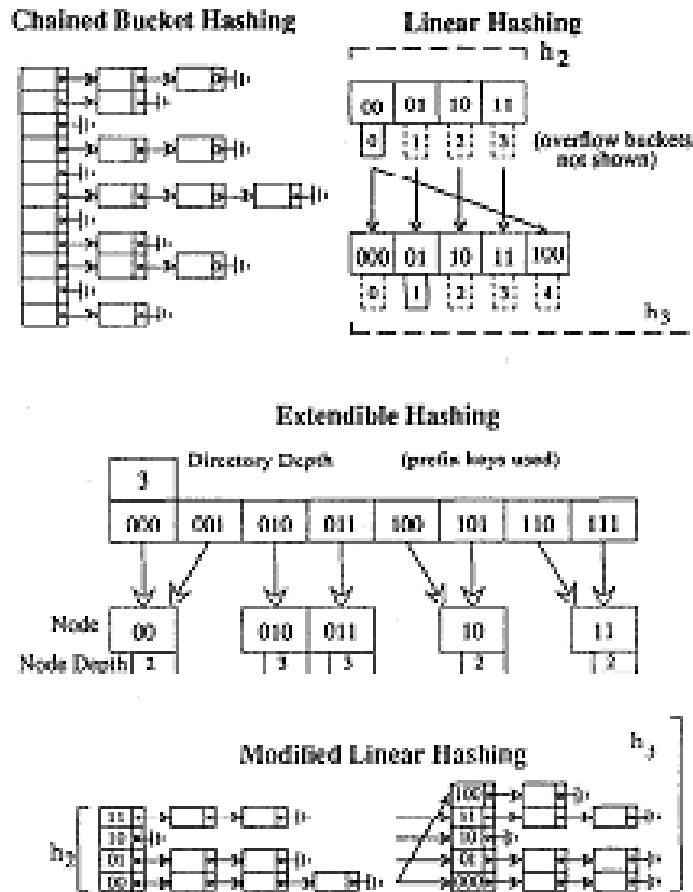 Chained Bucket Hashing
Linear Hashing
h2
00 01 10 11
0 1 2 3
(overflow buckets
not shown)
000 01 10 11 100
0 1 2 3 4
h3
Extendible Hashing
3
Directory Depth
(prefix keys used)
000 001 010 011 100 101 110 111
Node
00 010 011 10 11
Node Depth
2 3 3 2 2
Modified Linear Hashing
h2
11
10
01
00
h3
100
11
10
01
000